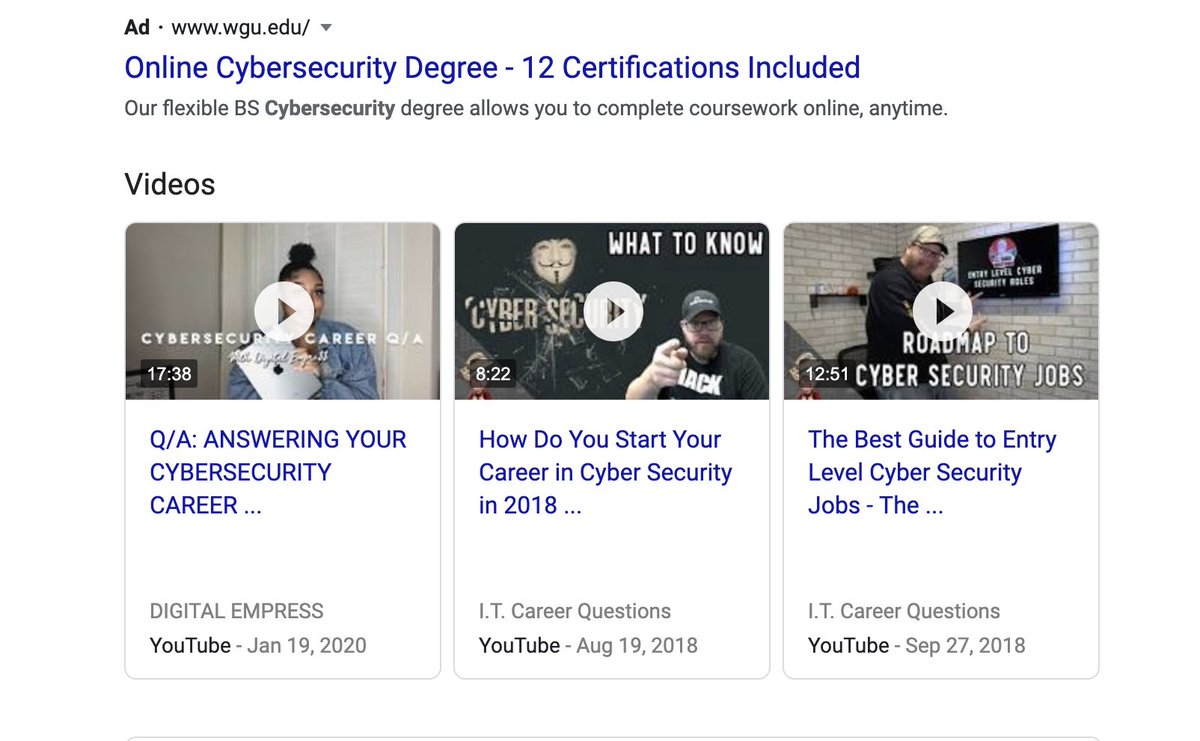 Ad · www.wgu.edu/
Online Cybersecurity Degree - 12 Certifications Included
Our flexible BS Cybersecurity degree allows you to complete coursework online, anytime.
Videos
CYBERSECURITY CAREER Q/A
With Digital Empress
17:38
WHAT TO KNOW
CYBER SECURITY
HACK
8:22
ENTRY LEVEL CYBER
SECURITY ROLES
ROADMAP TO
CYBER SECURITY JOBS
12:51
Q/A: ANSWERING YOUR
CYBERSECURITY
CAREER ...
DIGITAL EMPRESS
YouTube - Jan 19, 2020
How Do You Start Your
Career in Cyber Security
in 2018 ...
I.T. Career Questions
YouTube - Aug 19, 2018
The Best Guide to Entry
Level Cyber Security
Jobs - The ...
I.T. Career Questions
YouTube - Sep 27, 2018